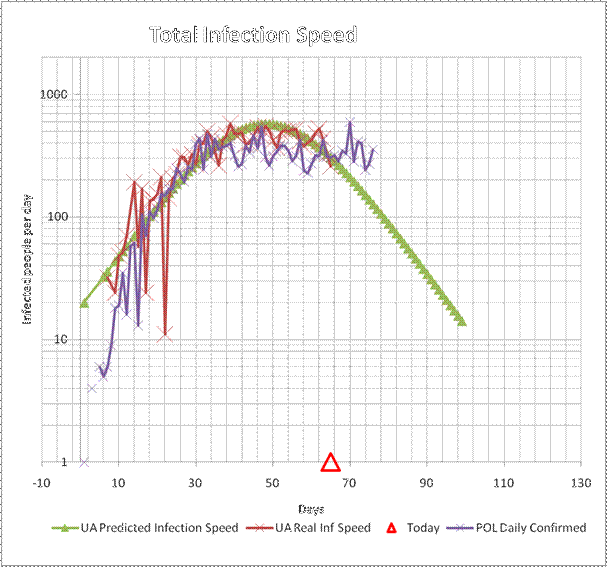 Total Infection Speed
1000
100
10
1
Infected people per day
-10 10 30 50 70 90 110 130
Days
UA Predicted Infection Speed UA Real Inf Speed Today POL Daily Confirmed